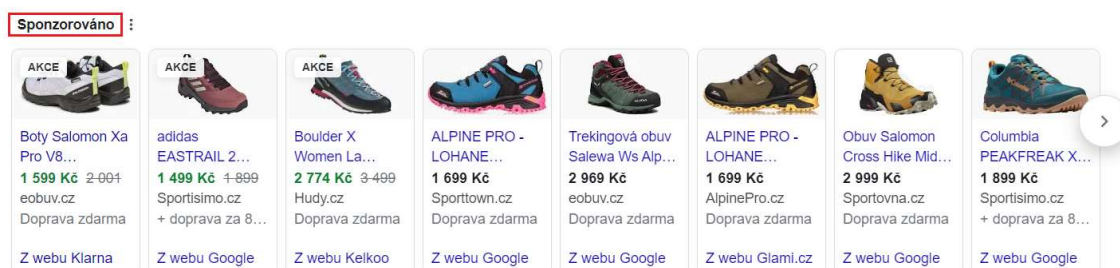 Sponzorováno
AKCE
Boty Salomon Xa
Pro V8...
1 599 Kč 2 001
eobuv.cz
Doprava zdarma
Z webu Klarna
AKCE
adidas
EASTRAIL 2...
1 499 Kč 1 899
Sportisimo.cz
+ doprava za 8...
Z webu Google
AKCE
Boulder X
Women La...
2 774 Kč 3 499
Hudy.cz
Doprava zdarma
Z webu Kelkoo
ALPINE PRO -
LOHANE...
1 699 Kč
Sporttown.cz
Doprava zdarma
Z webu Google
Trekingová obuv
Salewa Ws Alp...
2 969 Kč
eobuv.cz
Doprava zdarma
Z webu Google
ALPINE PRO -
LOHANE...
1 699 Kč
AlpinePro.cz
Doprava zdarma
Z webu Glami.cz
Obuv Salomon
Cross Hike Mid...
2 999 Kč
Sportovna.cz
Doprava zdarma
Z webu Google
Columbia
PEAKFREAK X...
1 899 Kč
Sportisimo.cz
+ doprava za 8...
Z webu Google